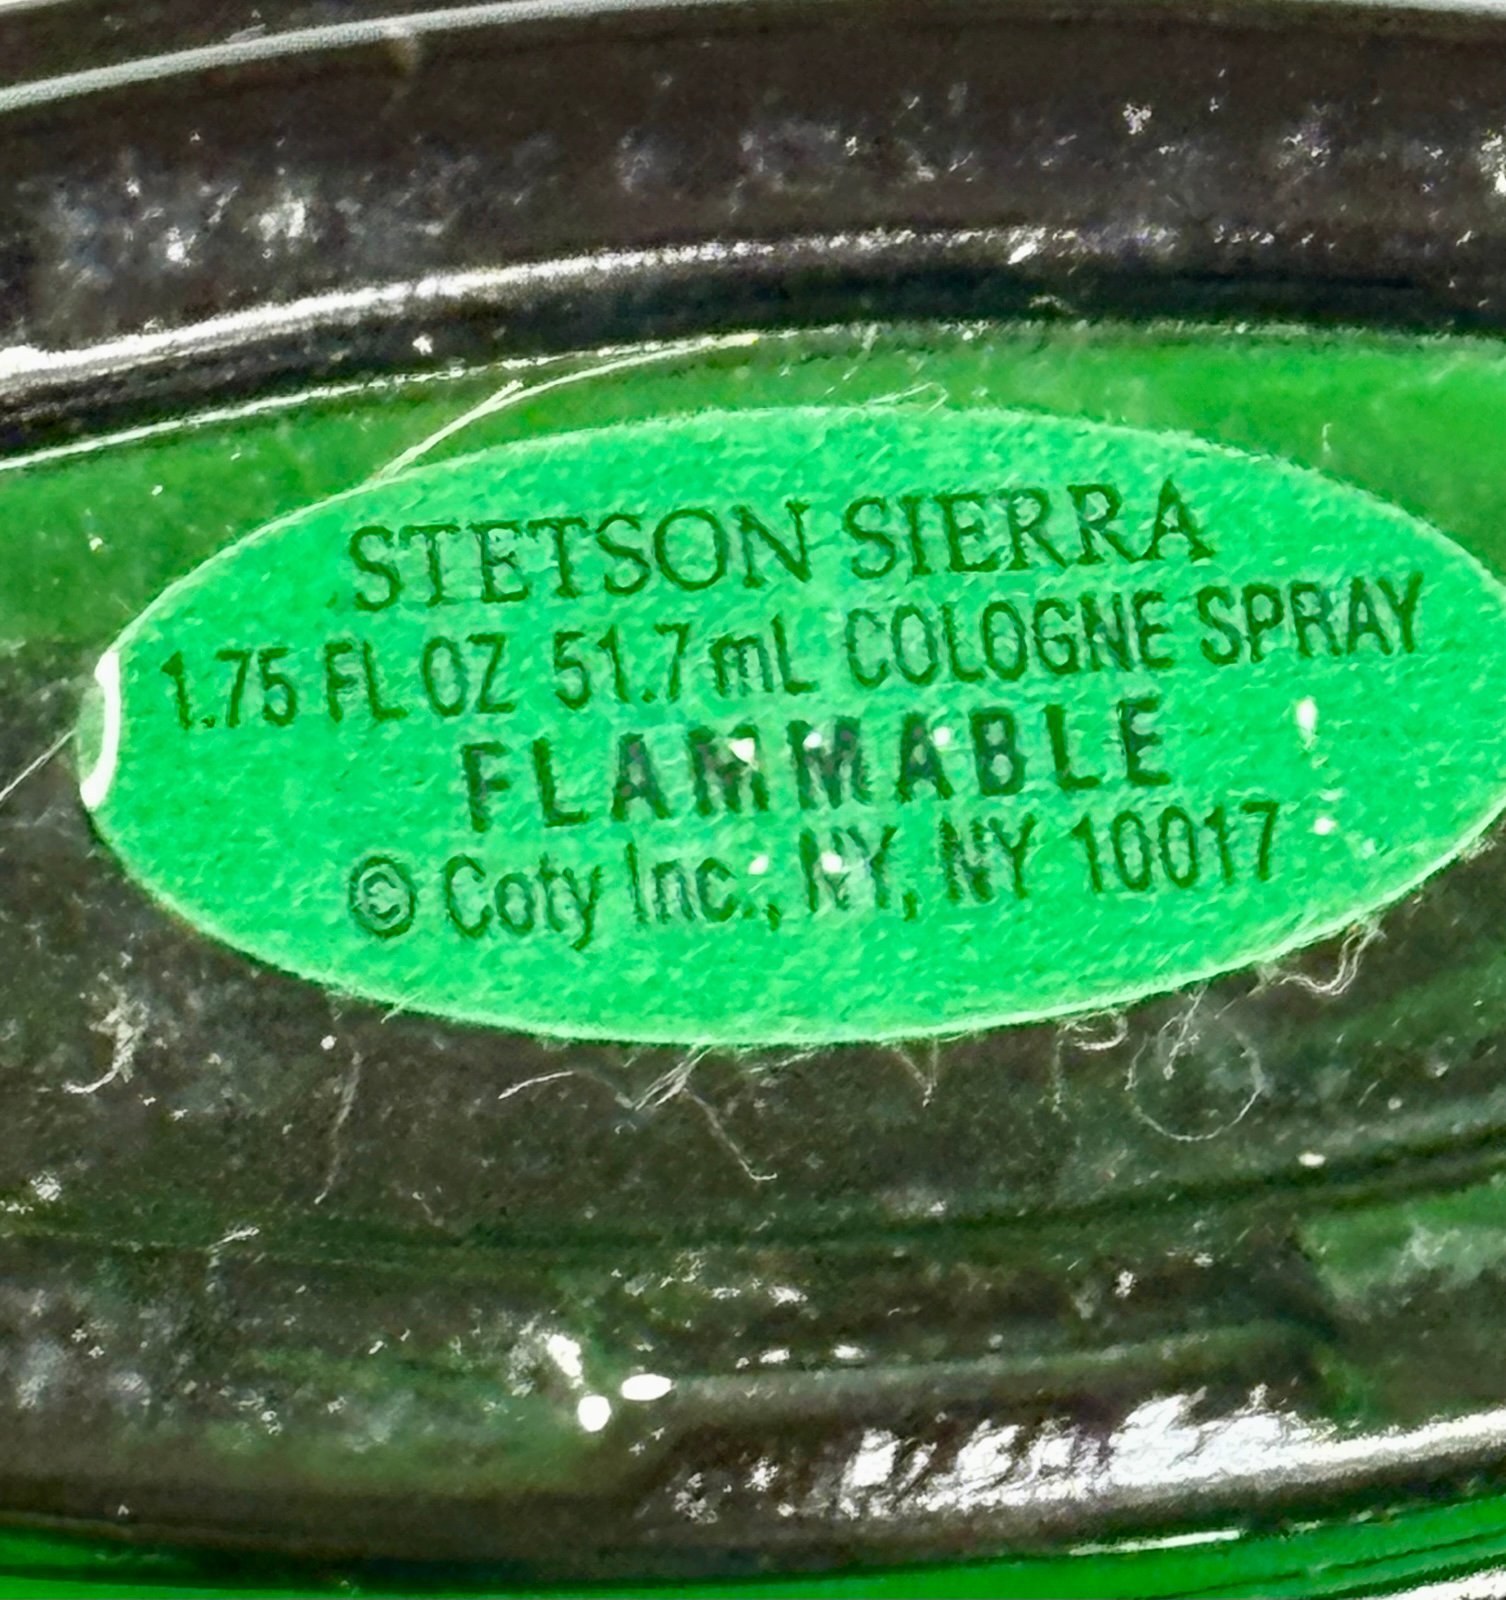 STETSON SIERRA
1.75 FL OZ 51.7 mL COLOGNE SPRAY
FLAMMABLE
© Coty Inc., NY, NY 10017